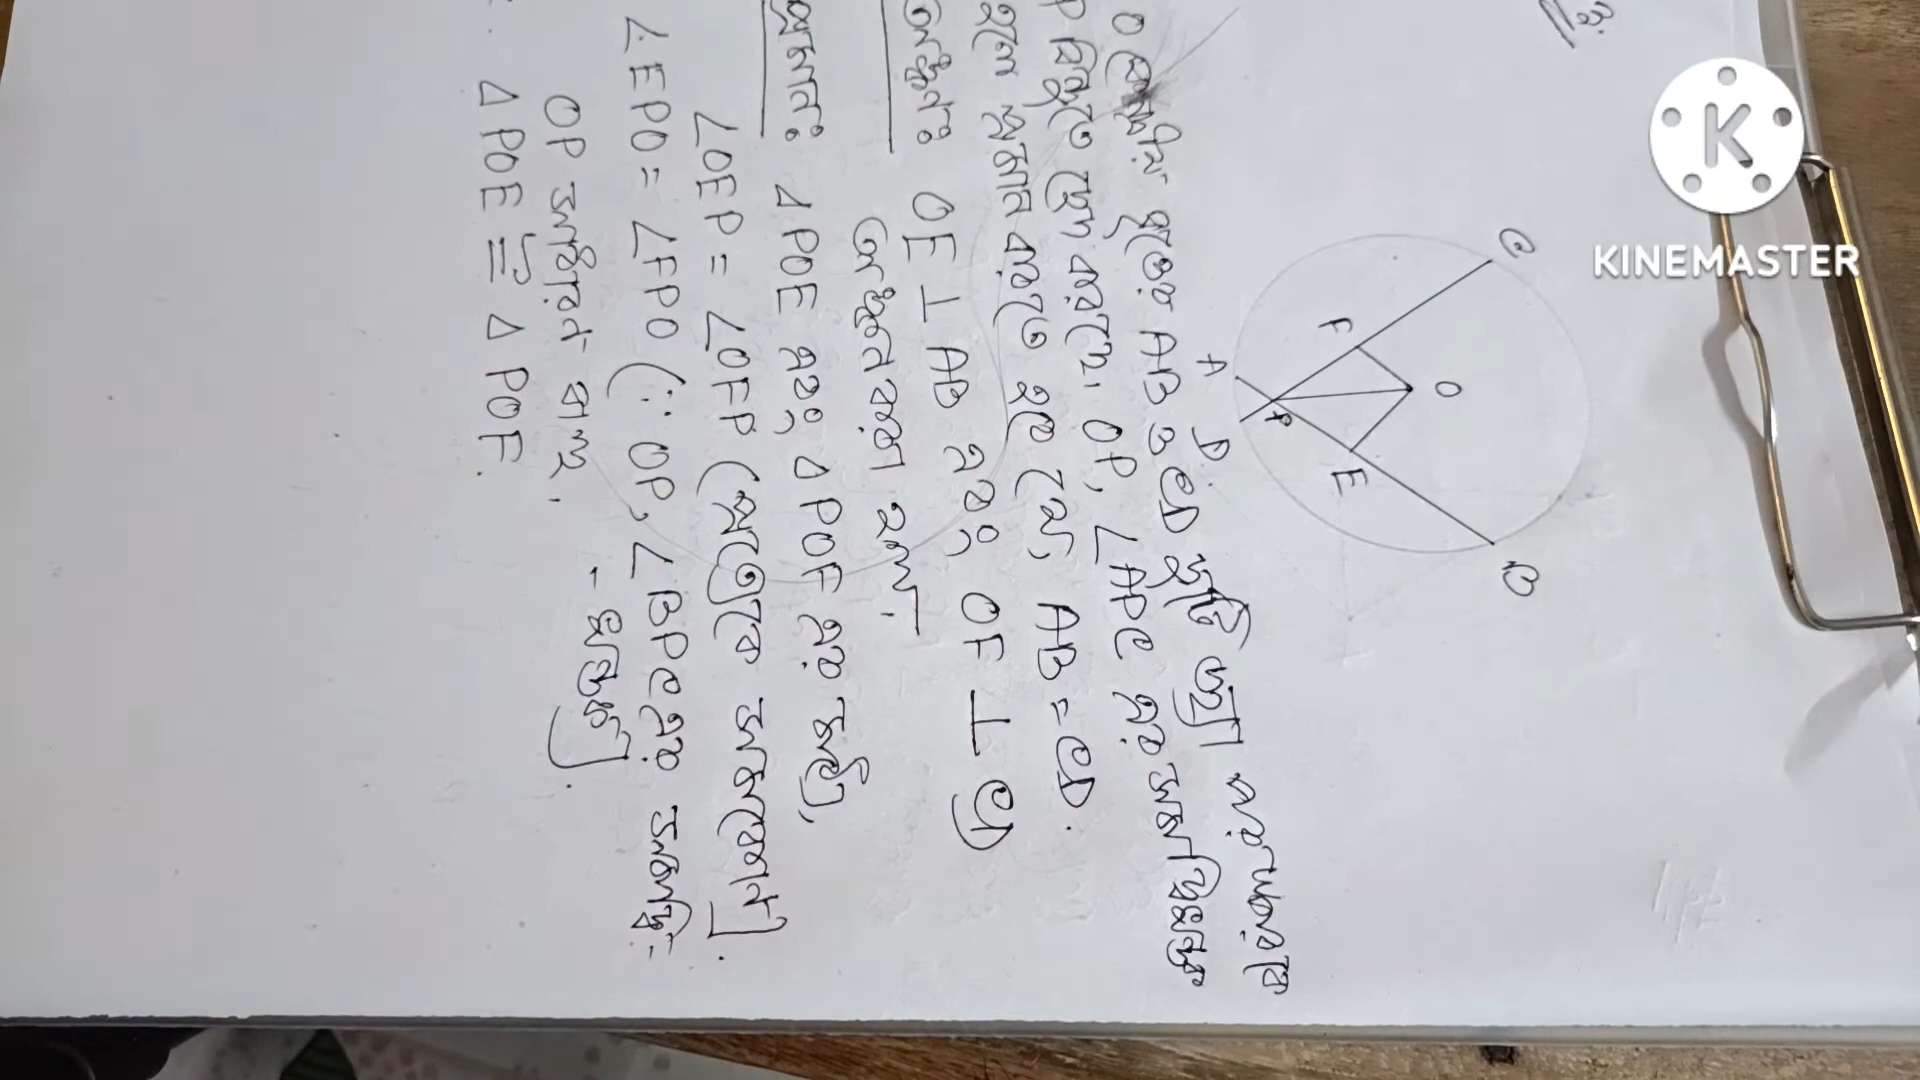 O কেন্দ্রীয় বৃত্তের AB ও CD দুটি জ্যা পরস্পরকে
P বিন্দুতে ছেদ করলো, OP, ∠APC এর সমদ্বিখণ্ডক
হলে প্রমাণ করতে হবে যে, AB = CD.
অঙ্কন: OE ⊥ AB এবং OF ⊥ CD
অঙ্কন করা হল।
প্রমাণ: Δ POE এবং Δ POF এর মধ্যে,
∠OEP = ∠OFP (প্রত্যেকে সমকোণ)
∠EPO = ∠FPO (∵ OP, ∠BPC এর সমদ্বি-
- খণ্ডক)
OP সাধারণ বাহু.
∴ Δ POE ≅ Δ POF.
C
F
O
A
P
E
D
B
KINEMASTER
K